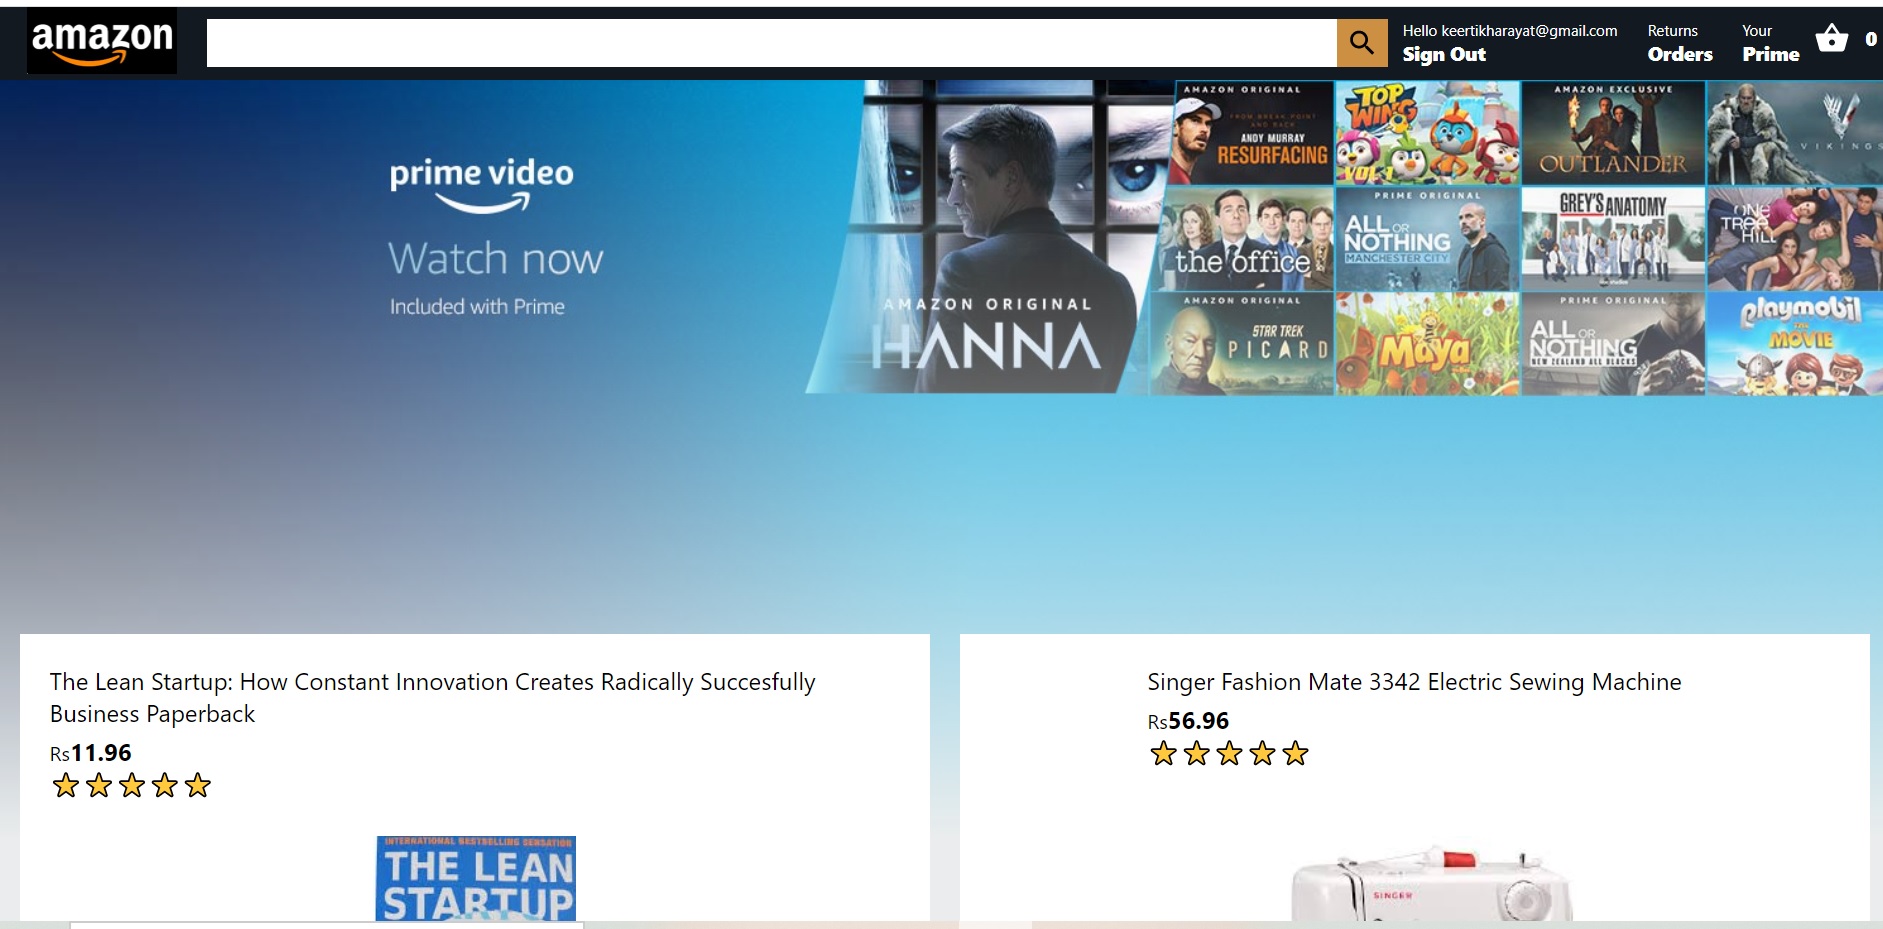 amazon
Hello keertikharayat@gmail.com
Sign Out
Returns
Orders
Your
Prime
0
prime video
Watch now
Included with Prime
AMAZON ORIGINAL
HANNA
AMAZON ORIGINAL
FROM BREAK POINT
AND BACK
ANDY MURRAY
RESURFACING
TOP
WING
VOL 1
AMAZON EXCLUSIVE
OUTLANDER
VIKINGS
the office
PRIME ORIGINAL
ALL OR
NOTHING
MANCHESTER CITY
GREY'S ANATOMY
ONE
TREE
HILL
AMAZON ORIGINAL
STAR TREK
PICARD
Maya
PRIME ORIGINAL
ALL OR
NOTHING
NEW ZEALAND ALL BLACKS
playmobil
THE
MOVIE
The Lean Startup: How Constant Innovation Creates Radically Succesfully
Business Paperback
Rs11.96
INTERNATIONAL BESTSELLING SENSATION
THE LEAN
STARTUP
Singer Fashion Mate 3342 Electric Sewing Machine
Rs56.96
SINGER